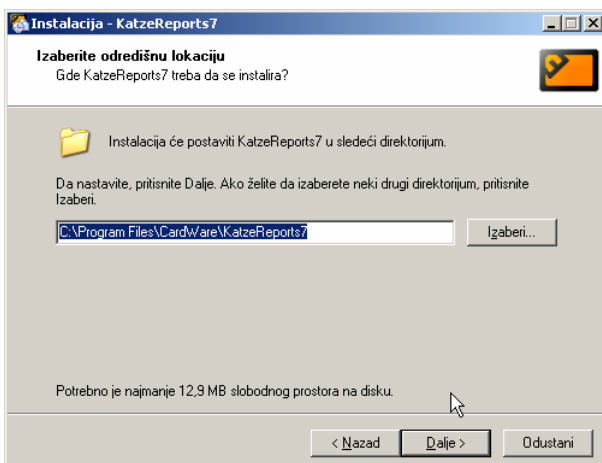 Instalacija - KatzeReports7
Izaberite odredišnu lokaciju
Gde KatzeReports7 treba da se instalira?
Instalacija će postaviti KatzeReports7 u sledeći direktorijum.
Da nastavite, pritisnite Dalje. Ako želite da izaberete neki drugi direktorijum, pritisnite
Izaberi.
C:\Program Files\CardWare\KatzeReports7
Izaberi...
Potrebno je najmanje 12,9 MB slobodnog prostora na disku.
< Nazad
Dalje >
Odustani